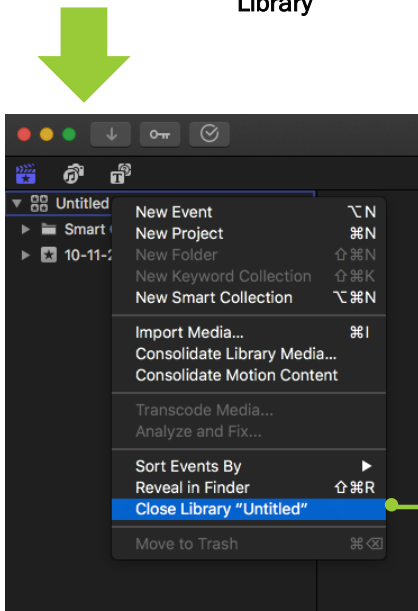 Library
Untitled
Smart
10-11-2
New Event ⌥N
New Project ⌘N
New Folder ⇧⌘N
New Keyword Collection ⇧⌘K
New Smart Collection ⌥⌘N
Import Media... ⌘I
Consolidate Library Media...
Consolidate Motion Content
Transcode Media...
Analyze and Fix...
Sort Events By ▶
Reveal in Finder ⇧⌘R
Close Library "Untitled"
Move to Trash ⌘⌫